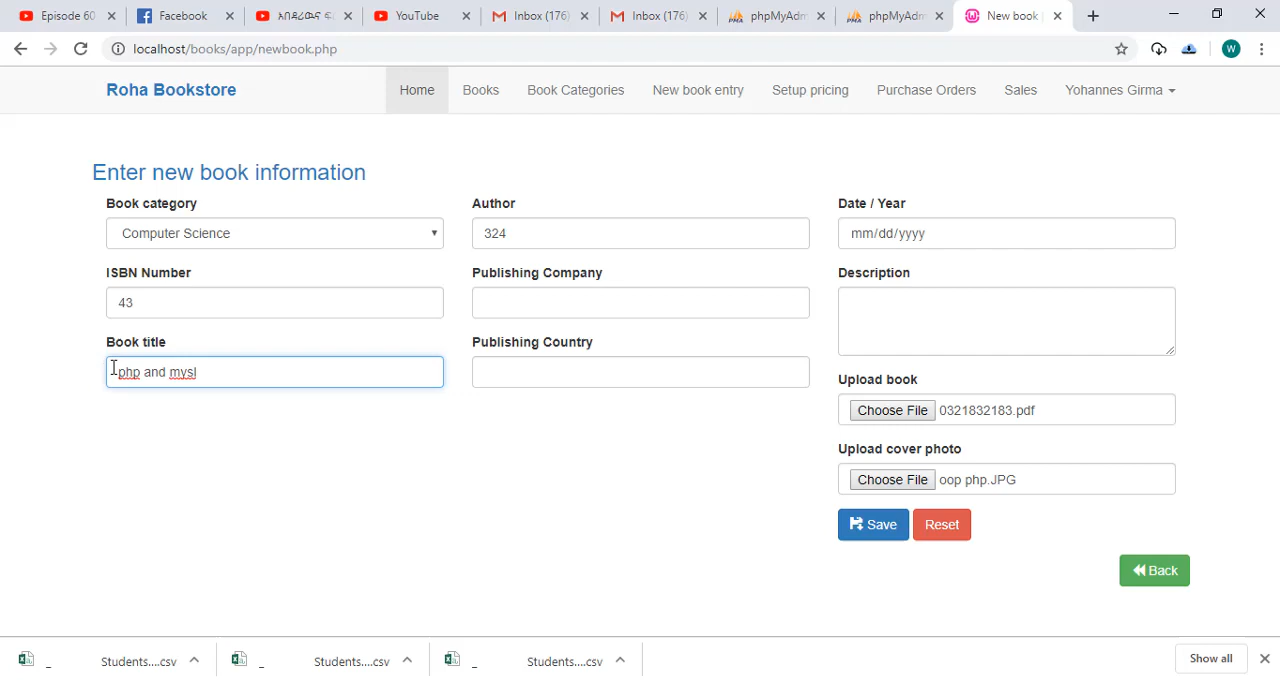 Episode 60
Facebook
አበዳሪውና
YouTube
Inbox (176)
Inbox (176)
phpMyAdm
phpMyAdm
New book
localhost/books/app/newbook.php
W
Roha Bookstore
Home
Books
Book Categories
New book entry
Setup pricing
Purchase Orders
Sales
Yohannes Girma
Enter new book information
Book category
Computer Science
ISBN Number
43
Book title
php and mysl
Author
324
Publishing Company
Publishing Country
Date / Year
mm/dd/yyyy
Description
Upload book
Choose File 0321832183.pdf
Upload cover photo
Choose File oop php.JPG
Save Reset
Back
_ Students....csv
_ Students....csv
_ Students....csv
Show all